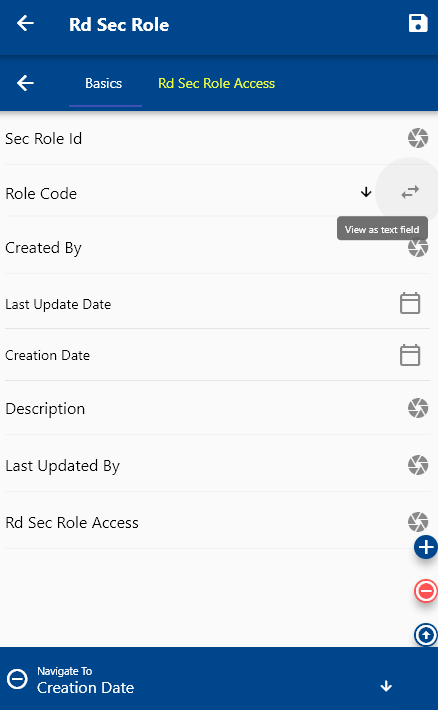 Rd Sec Role
Basics Rd Sec Role Access
Sec Role Id
Role Code
View as text field
Created By
Last Update Date
Creation Date
Description
Last Updated By
Rd Sec Role Access
Navigate To
Creation Date